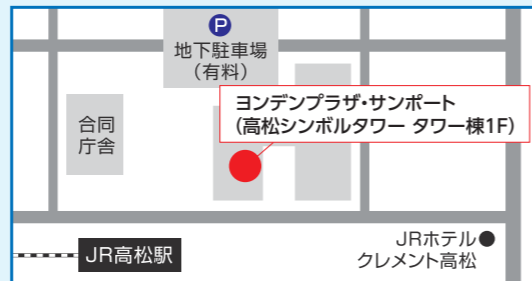 P
地下駐車場
（有料）
ヨンデンプラザ・サンポート
（高松シンボルタワー タワー棟1F）
合同
庁舎
JRホテル
クレメント高松
JR高松駅